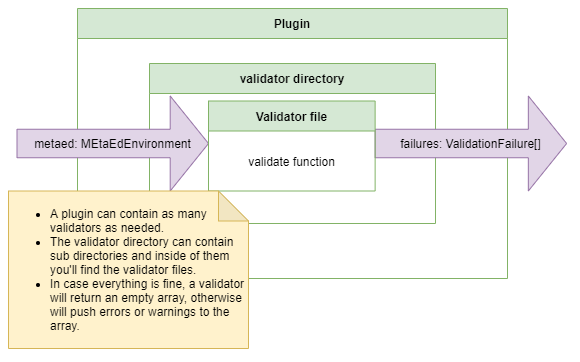 Plugin
validator directory
Validator file
metaed: MEtaEdEnvironment
validate function
failures: ValidationFailure[]
• A plugin can contain as many
validators as needed.
• The validator directory can contain
sub directories and inside of them
you'll find the validator files.
• In case everything is fine, a validator
will return an empty array, otherwise
will push errors or warnings to the
array.